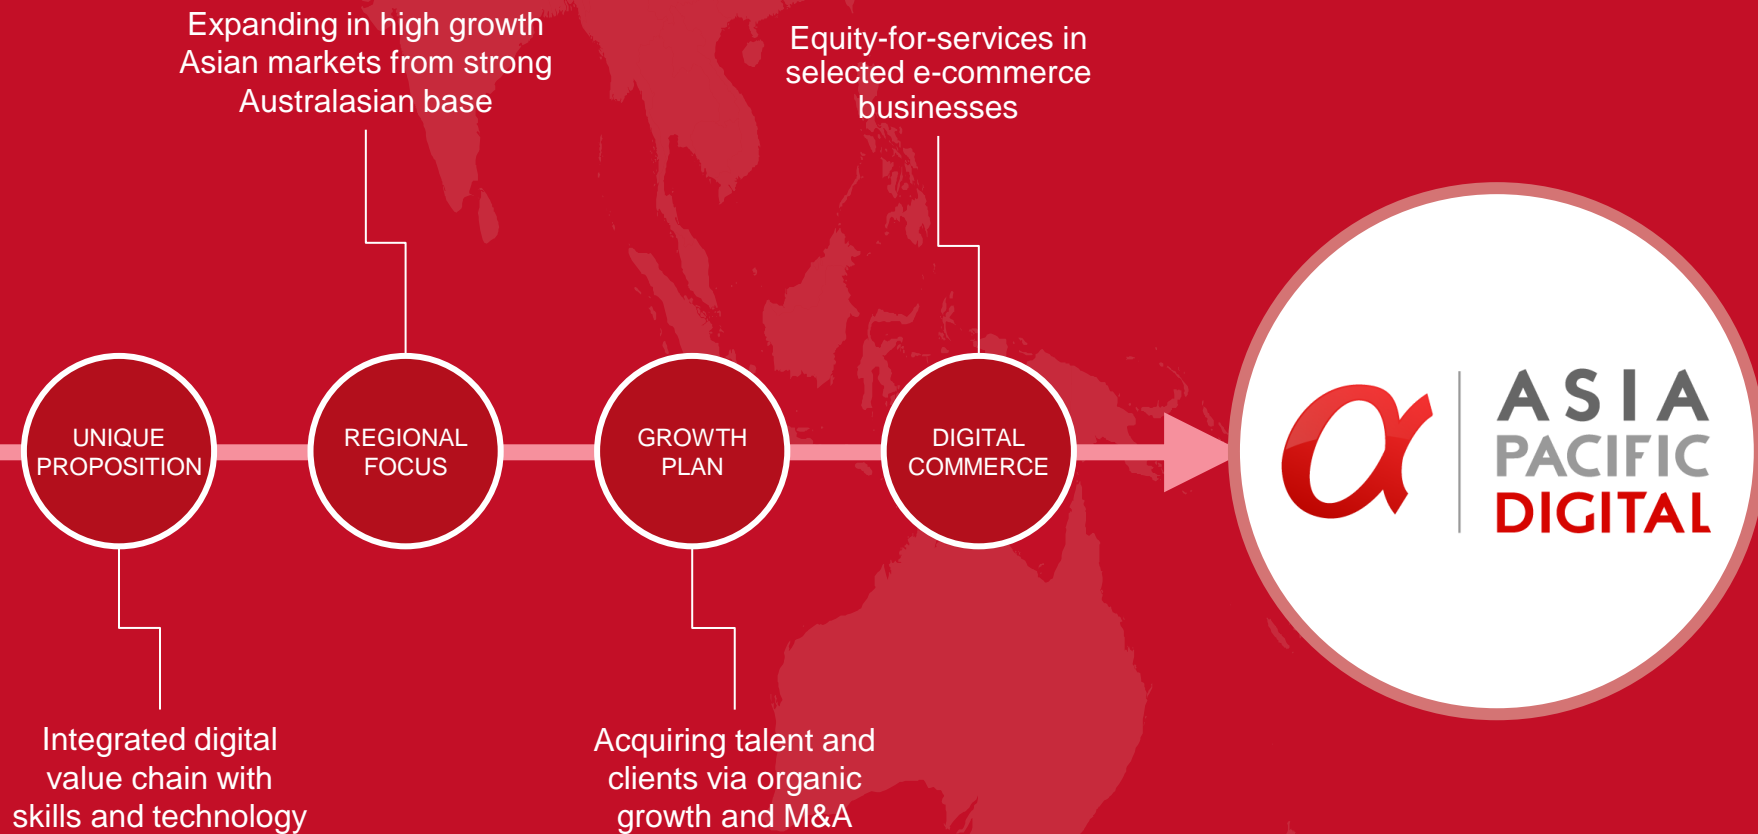 Expanding in high growth
Asian markets from strong
Australasian base
Equity-for-services in
selected e-commerce
businesses
UNIQUE
PROPOSITION
REGIONAL
FOCUS
GROWTH
PLAN
DIGITAL
COMMERCE
α
ASIA
PACIFIC
DIGITAL
Integrated digital
value chain with
skills and technology
Acquiring talent and
clients via organic
growth and M&A